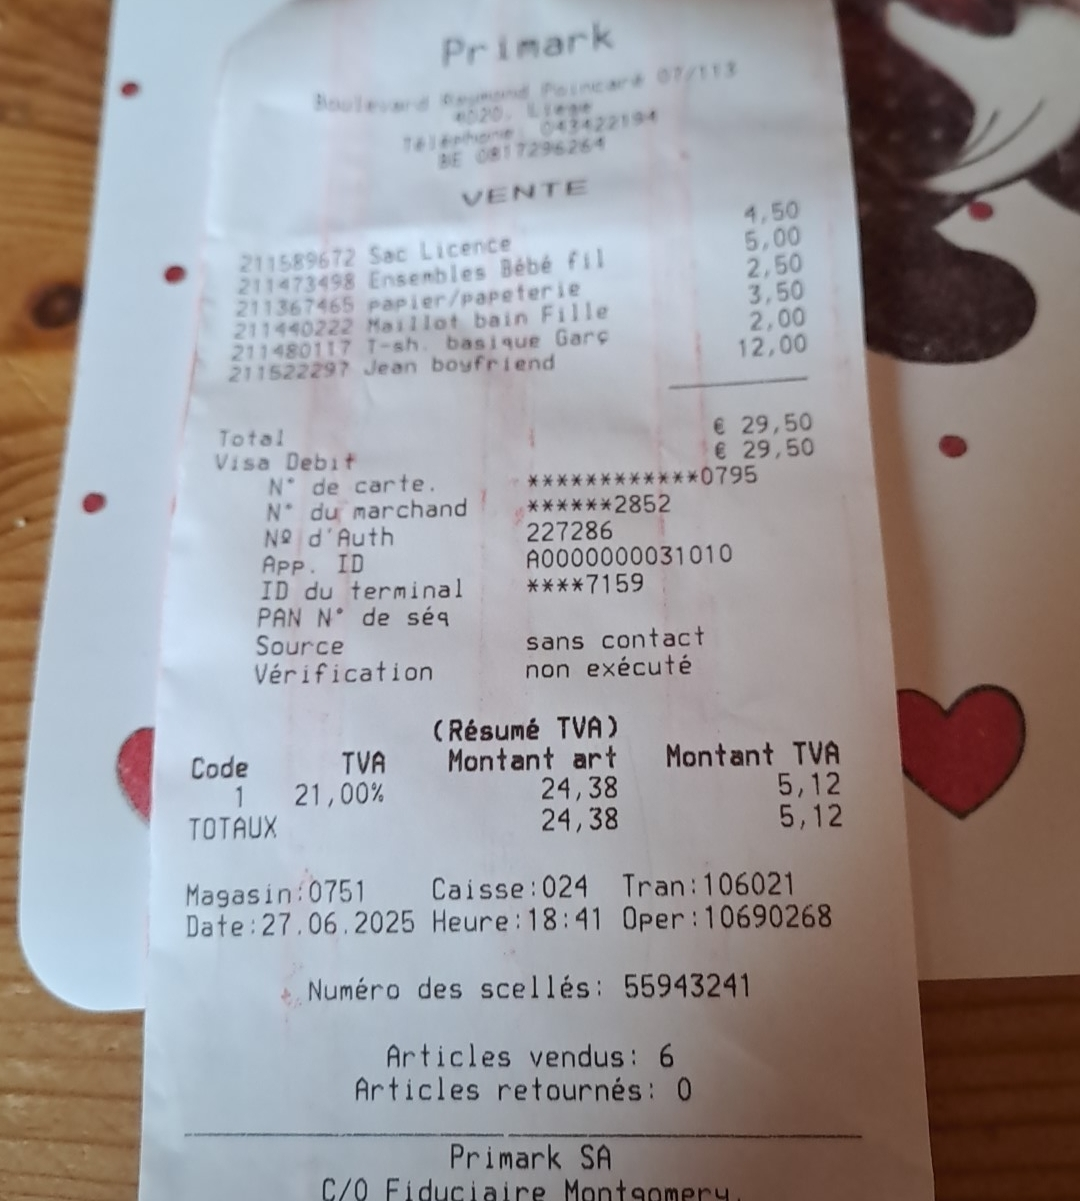 Primark
Boulevard Raymond Poincaré 07/113
4020, Liege
Téléphone: 043422194
BE 0817296264
VENTE
211589672 Sac Licence 4,50
211473498 Ensembles Bébé fil 5,00
211367465 papier/papeterie 2,50
211440222 Maillot bain Fille 3,50
211480117 T-sh. basique Garç 2,00
211522297 Jean boyfriend 12,00
Total € 29,50
Visa Debit € 29,50
N° de carte. ************0795
N° du marchand ******2852
Nº d'Auth 227286
App. ID A0000000031010
ID du terminal ****7159
PAN N° de séq
Source sans contact
Vérification non exécuté
(Résumé TVA)
Code TVA Montant art Montant TVA
1 21,00% 24,38 5,12
TOTAUX 24,38 5,12
Magasin:0751 Caisse:024 Tran:106021
Date:27.06.2025 Heure:18:41 Oper:10690268
Numéro des scellés: 55943241
Articles vendus: 6
Articles retournés: 0
Primark SA
C/O Fiduciaire Montgomery,